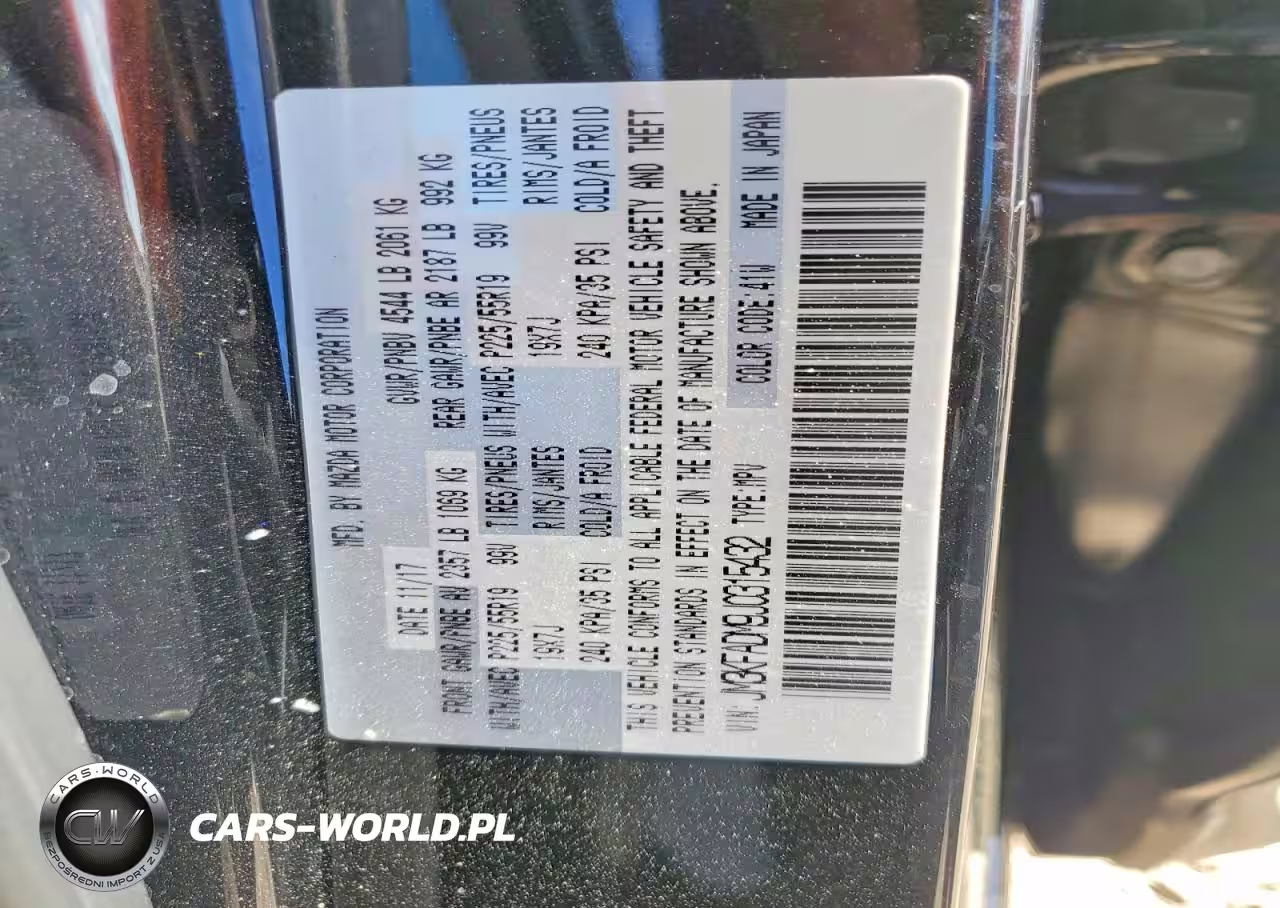 MFD. BY MAZDA MOTOR CORPORATION
DATE 11/17 GVWR/PNBV 4544 LB 2061 KG
FRONT GAWR/PNBE AV 2357 LB 1069 KG REAR GAWR/PNBE AR 2187 LB 992 KG
WITH/AVEC P225/55R19 99V TIRES/PNEUS WITH/AVEC P225/55R19 99V TIRES/PNEUS
19X7J RIMS/JANTES 19X7J RIMS/JANTES
240 KPA/35 PSI COLD/A FROID 240 KPA/35 PSI COLD/A FROID
THIS VEHICLE CONFORMS TO ALL APPLICABLE FEDERAL MOTOR VEHICLE SAFETY AND THEFT
PREVENTION STANDARDS IN EFFECT ON THE DATE OF MANUFACTURE SHOWN ABOVE.
VIN: JM3KFADM9J0315432 TYPE:MPV COLOR CODE:41W MADE IN JAPAN
CARS-WORLD
CW
BEZPOŚREDNI IMPORT Z USA
CARS-WORLD.PL